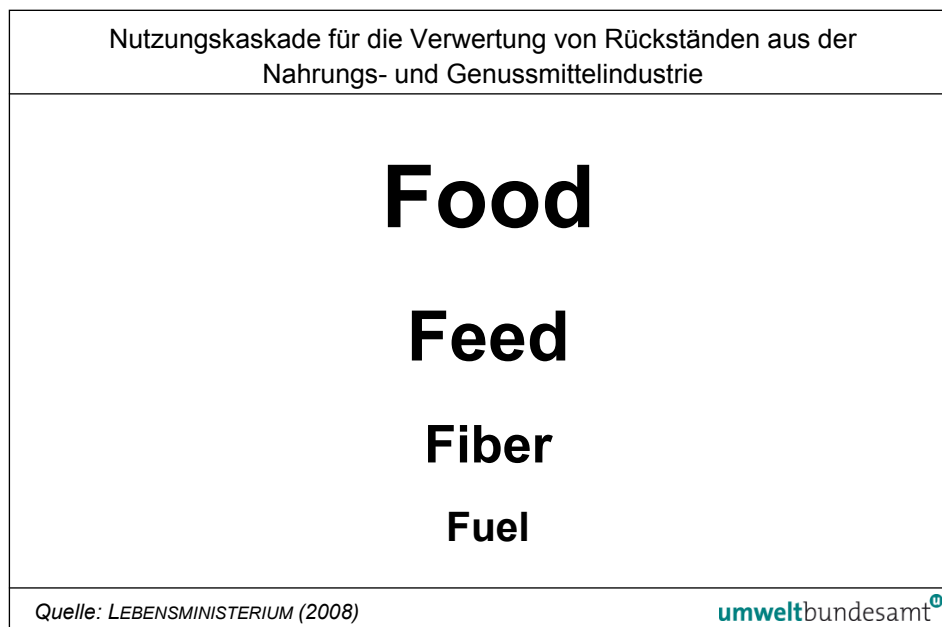 Nutzungskaskade für die Verwertung von Rückständen aus der
Nahrungs- und Genussmittelindustrie
Food
Feed
Fiber
Fuel
Quelle: LEBENSMINISTERIUM (2008)
umweltbundesamt u